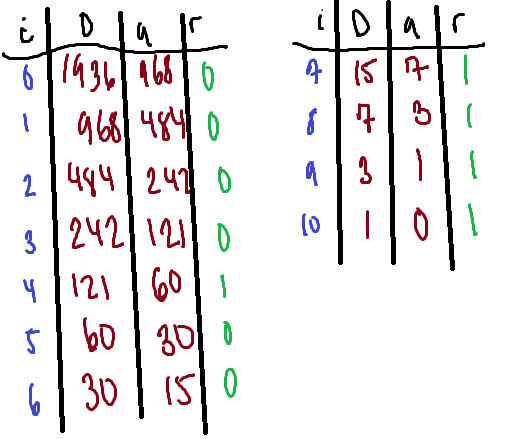 i D q r
0 1936 968 0
1 968 484 0
2 484 242 0
3 242 121 0
4 121 60 1
5 60 30 0
6 30 15 0
i D q r
7 15 7 1
8 7 3 1
9 3 1 1
10 1 0 1